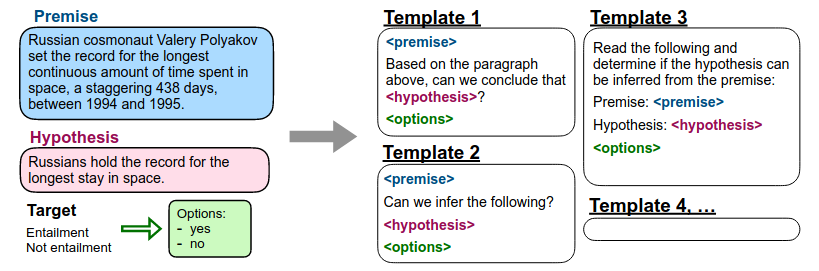 Premise
Russian cosmonaut Valery Polyakov
set the record for the longest
continuous amount of time spent in
space, a staggering 438 days,
between 1994 and 1995.
Hypothesis
Russians hold the record for the
longest stay in space.
Target
Entailment
Not entailment
Options:
- yes
- no
Template 1
<premise>
Based on the paragraph
above, can we conclude that
<hypothesis>?
<options>
Template 2
<premise>
Can we infer the following?
<hypothesis>
<options>
Template 3
Read the following and
determine if the hypothesis can
be inferred from the premise:
Premise: <premise>
Hypothesis: <hypothesis>
<options>
Template 4, ...